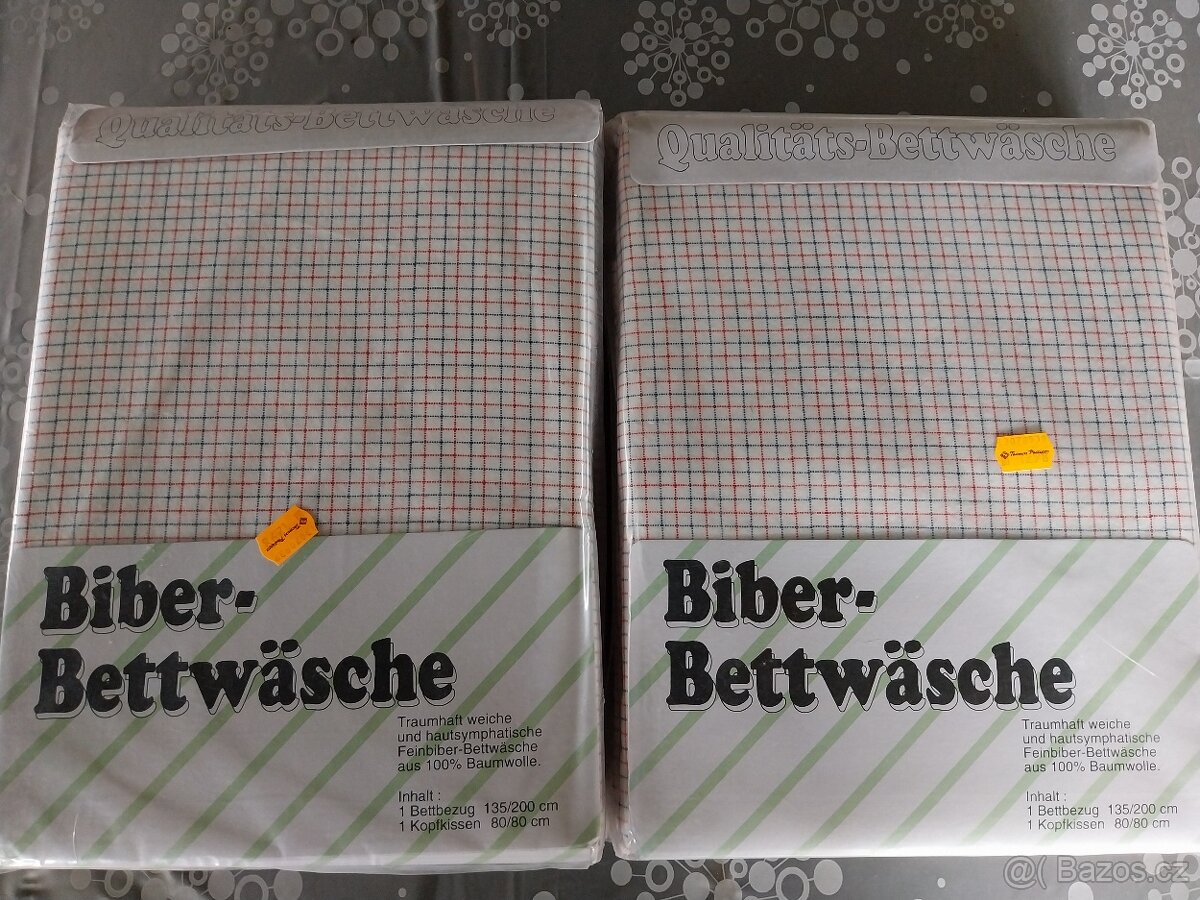 Qualitäts-Bettwäsche
Biber-
Bettwäsche
Traumhaft weiche
und hautsymphatische
Feinbiber-Bettwäsche
aus 100% Baumwolle.
Inhalt :
1 Bettbezug 135/200 cm
1 Kopfkissen 80/80 cm
Qualitäts-Bettwäsche
Biber-
Bettwäsche
Traumhaft weiche
und hautsymphatische
Feinbiber-Bettwäsche
aus 100% Baumwolle.
Inhalt :
1 Bettbezug 135/200 cm
1 Kopfkissen 80/80 cm
@( Bazos.cz